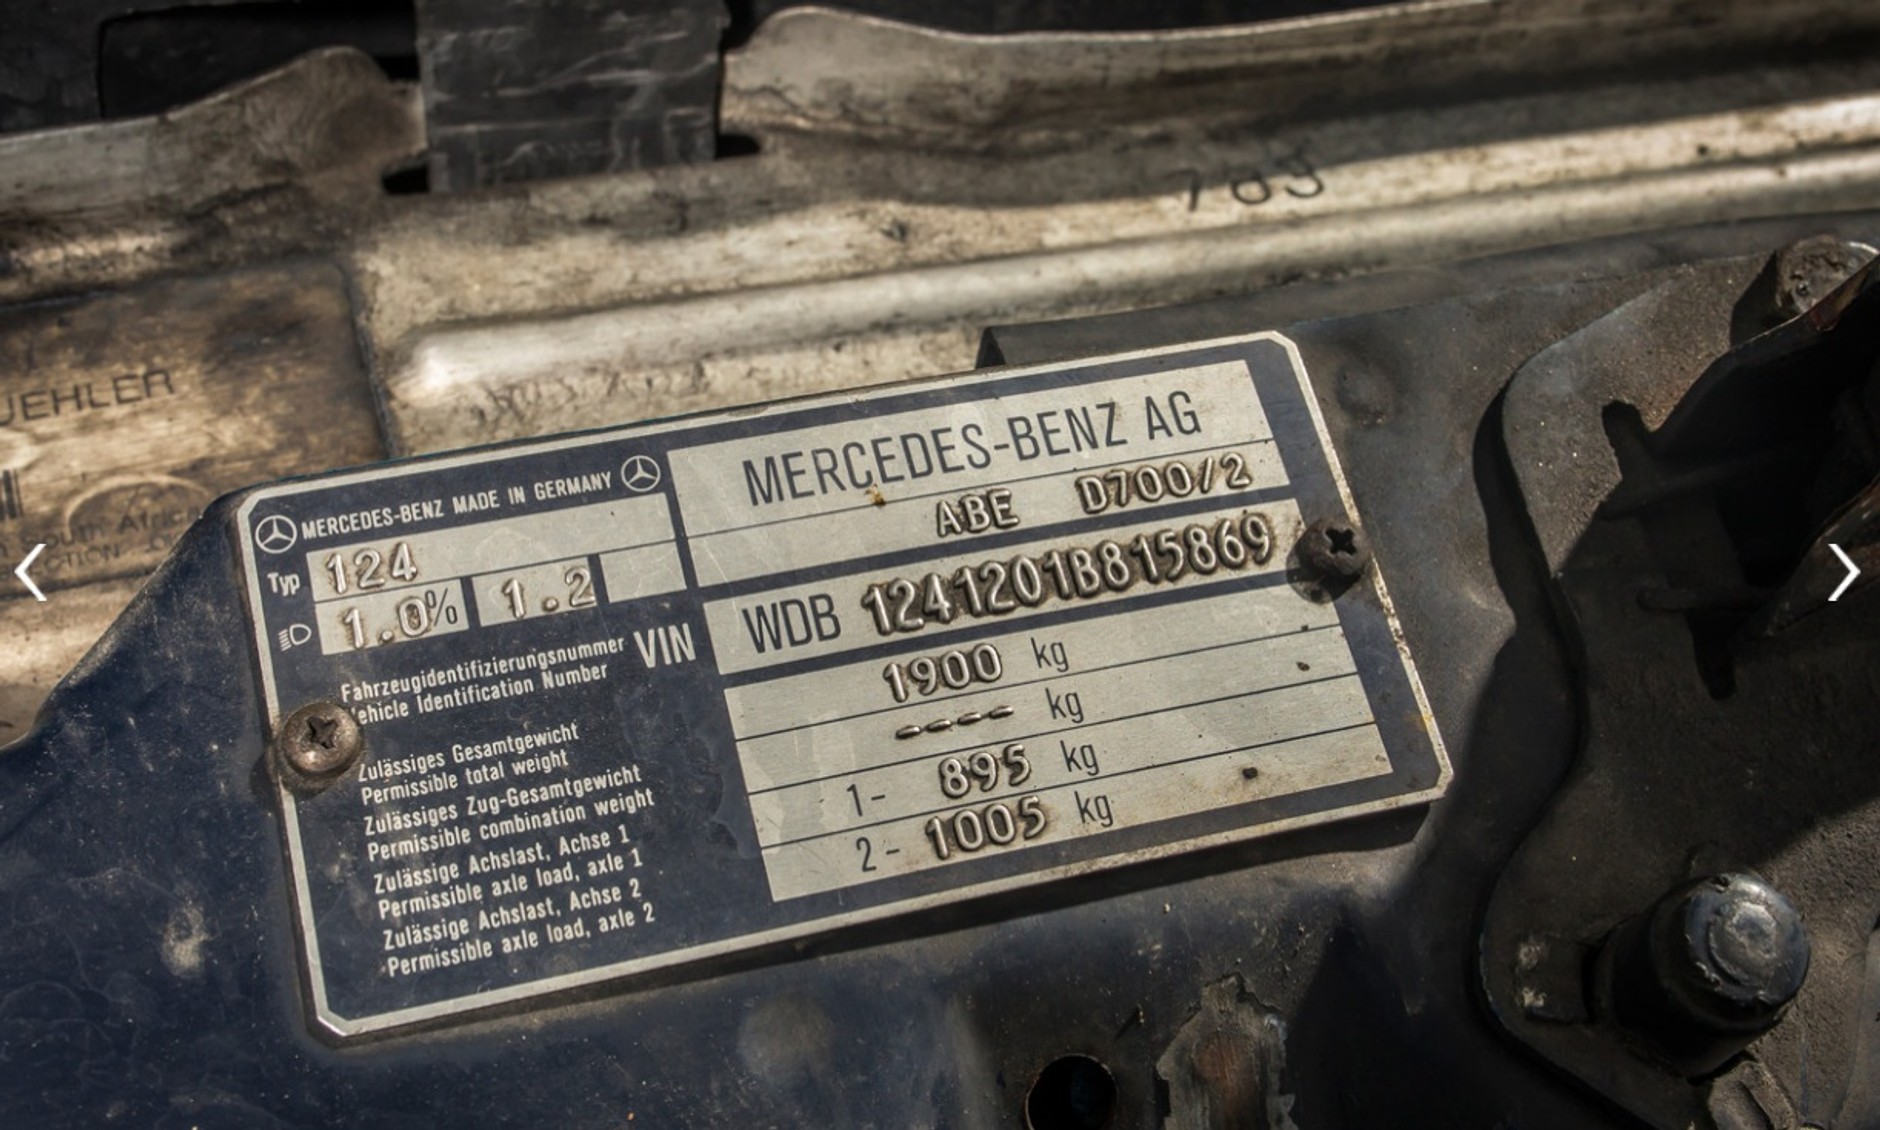 789
UEHLER
MERCEDES-BENZ MADE IN GERMANY
MERCEDES-BENZ AG
ABE D700/2
Typ 124
1.0% 1.2
Fahrzeugidentifizierungsnummer VIN
Vehicle Identification Number
WDB 1241201B815869
Zulässiges Gesamtgewicht
Permissible total weight
1900 kg
Zulässiges Zug-Gesamtgewicht
Permissible combination weight
---- kg
Zulässige Achslast, Achse 1
Permissible axle load, axle 1
1- 895 kg
Zulässige Achslast, Achse 2
Permissible axle load, axle 2
2- 1005 kg